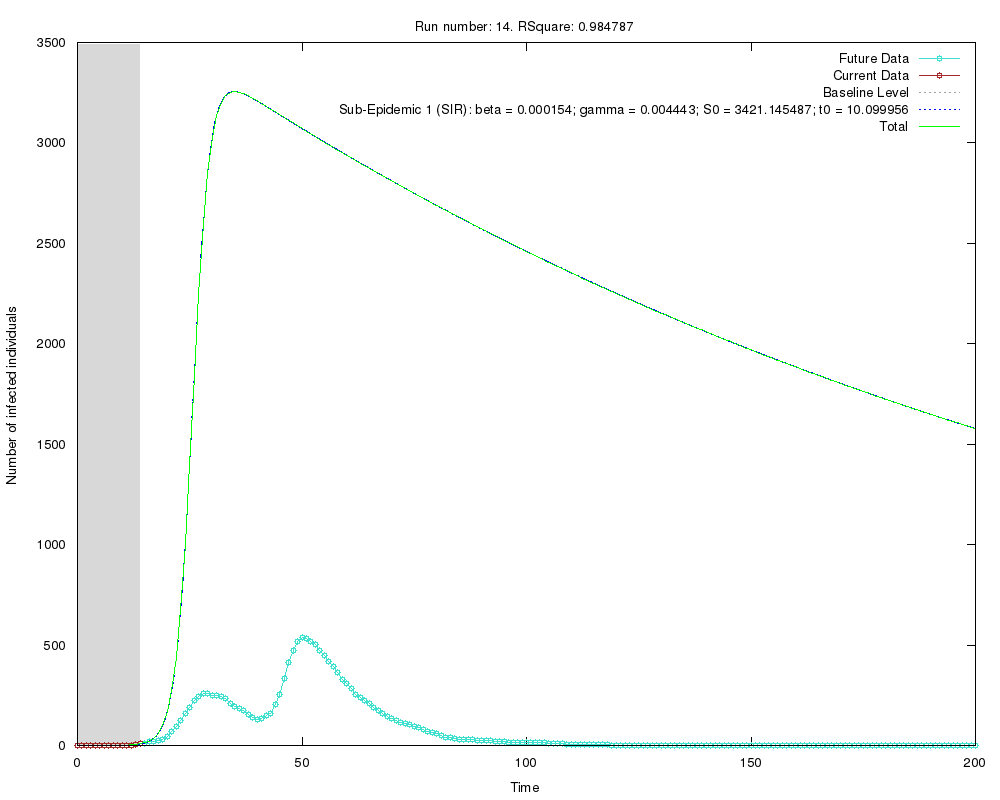 Run number: 14. RSquare: 0.984787
3500
3000
2500
2000
1500
1000
500
0
Number of infected individuals
Future Data
Current Data
Baseline Level
Sub-Epidemic 1 (SIR): beta = 0.000154; gamma = 0.004443; S0 = 3421.145487; t0 = 10.099956
Total
0 50 100 150 200
Time